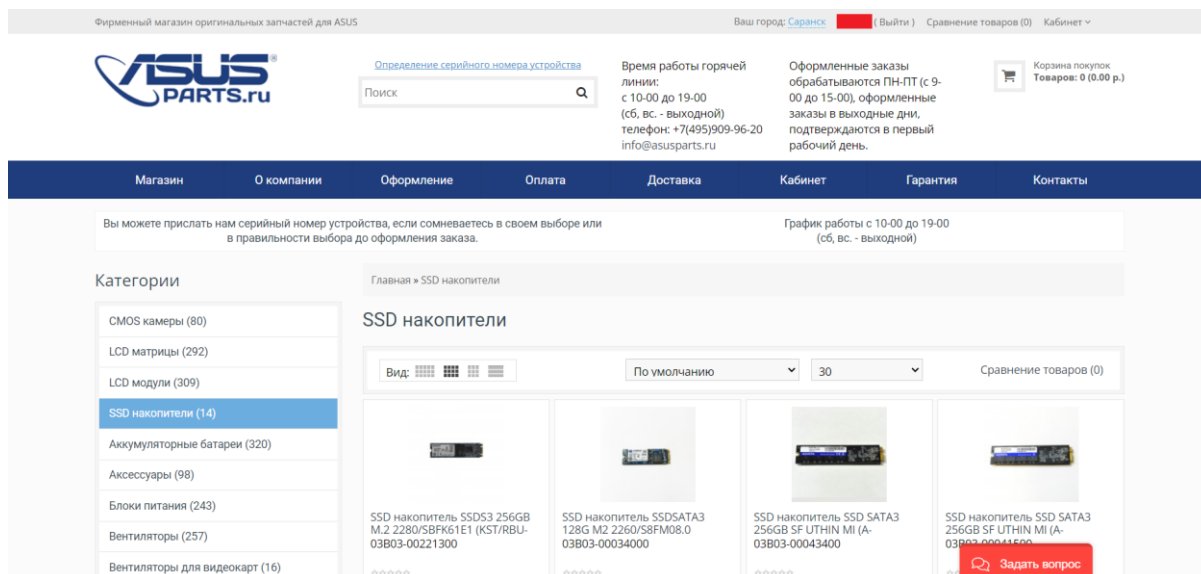 Фирменный магазин оригинальных запчастей для ASUS
Ваш город: Саранск ( Выйти ) Сравнение товаров (0) Кабинет
ASUS®
PARTS.ru
Определение серийного номера устройства
Поиск
Время работы горячей
линии:
с 10-00 до 19-00
(сб, вс. - выходной)
телефон: +7(495)909-96-20
info@asusparts.ru
Оформленные заказы
обрабатываются ПН-ПТ (с 9-
00 до 15-00), оформленные
заказы в выходные дни,
подтверждаются в первый
рабочий день.
Корзина покупок
Товаров: 0 (0.00 р.)
Магазин О компании Оформление Оплата Доставка Кабинет Гарантия Контакты
Вы можете прислать нам серийный номер устройства, если сомневаетесь в своем выборе или
в правильности выбора до оформления заказа.
График работы с 10-00 до 19-00
(сб, вс. - выходной)
Категории
CMOS камеры (80)
LCD матрицы (292)
LCD модули (309)
SSD накопители (14)
Аккумуляторные батареи (320)
Аксессуары (98)
Блоки питания (243)
Вентиляторы (257)
Вентиляторы для видеокарт (16)
Главная » SSD накопители
SSD накопители
Вид:
По умолчанию
30
Сравнение товаров (0)
SSD накопитель SSDS3 256GB
M.2 2280/SBFK61E1 (KST/RBU-
03B03-00221300
SSD накопитель SSDSATA3
128G M2 2260/S8FM08.0
03B03-00034000
SSD накопитель SSD SATA3
256GB SF UTHIN MI (A-
03B03-00043400
SSD накопитель SSD SATA3
256GB SF UTHIN MI (A-
03B03-00041500
Задать вопрос